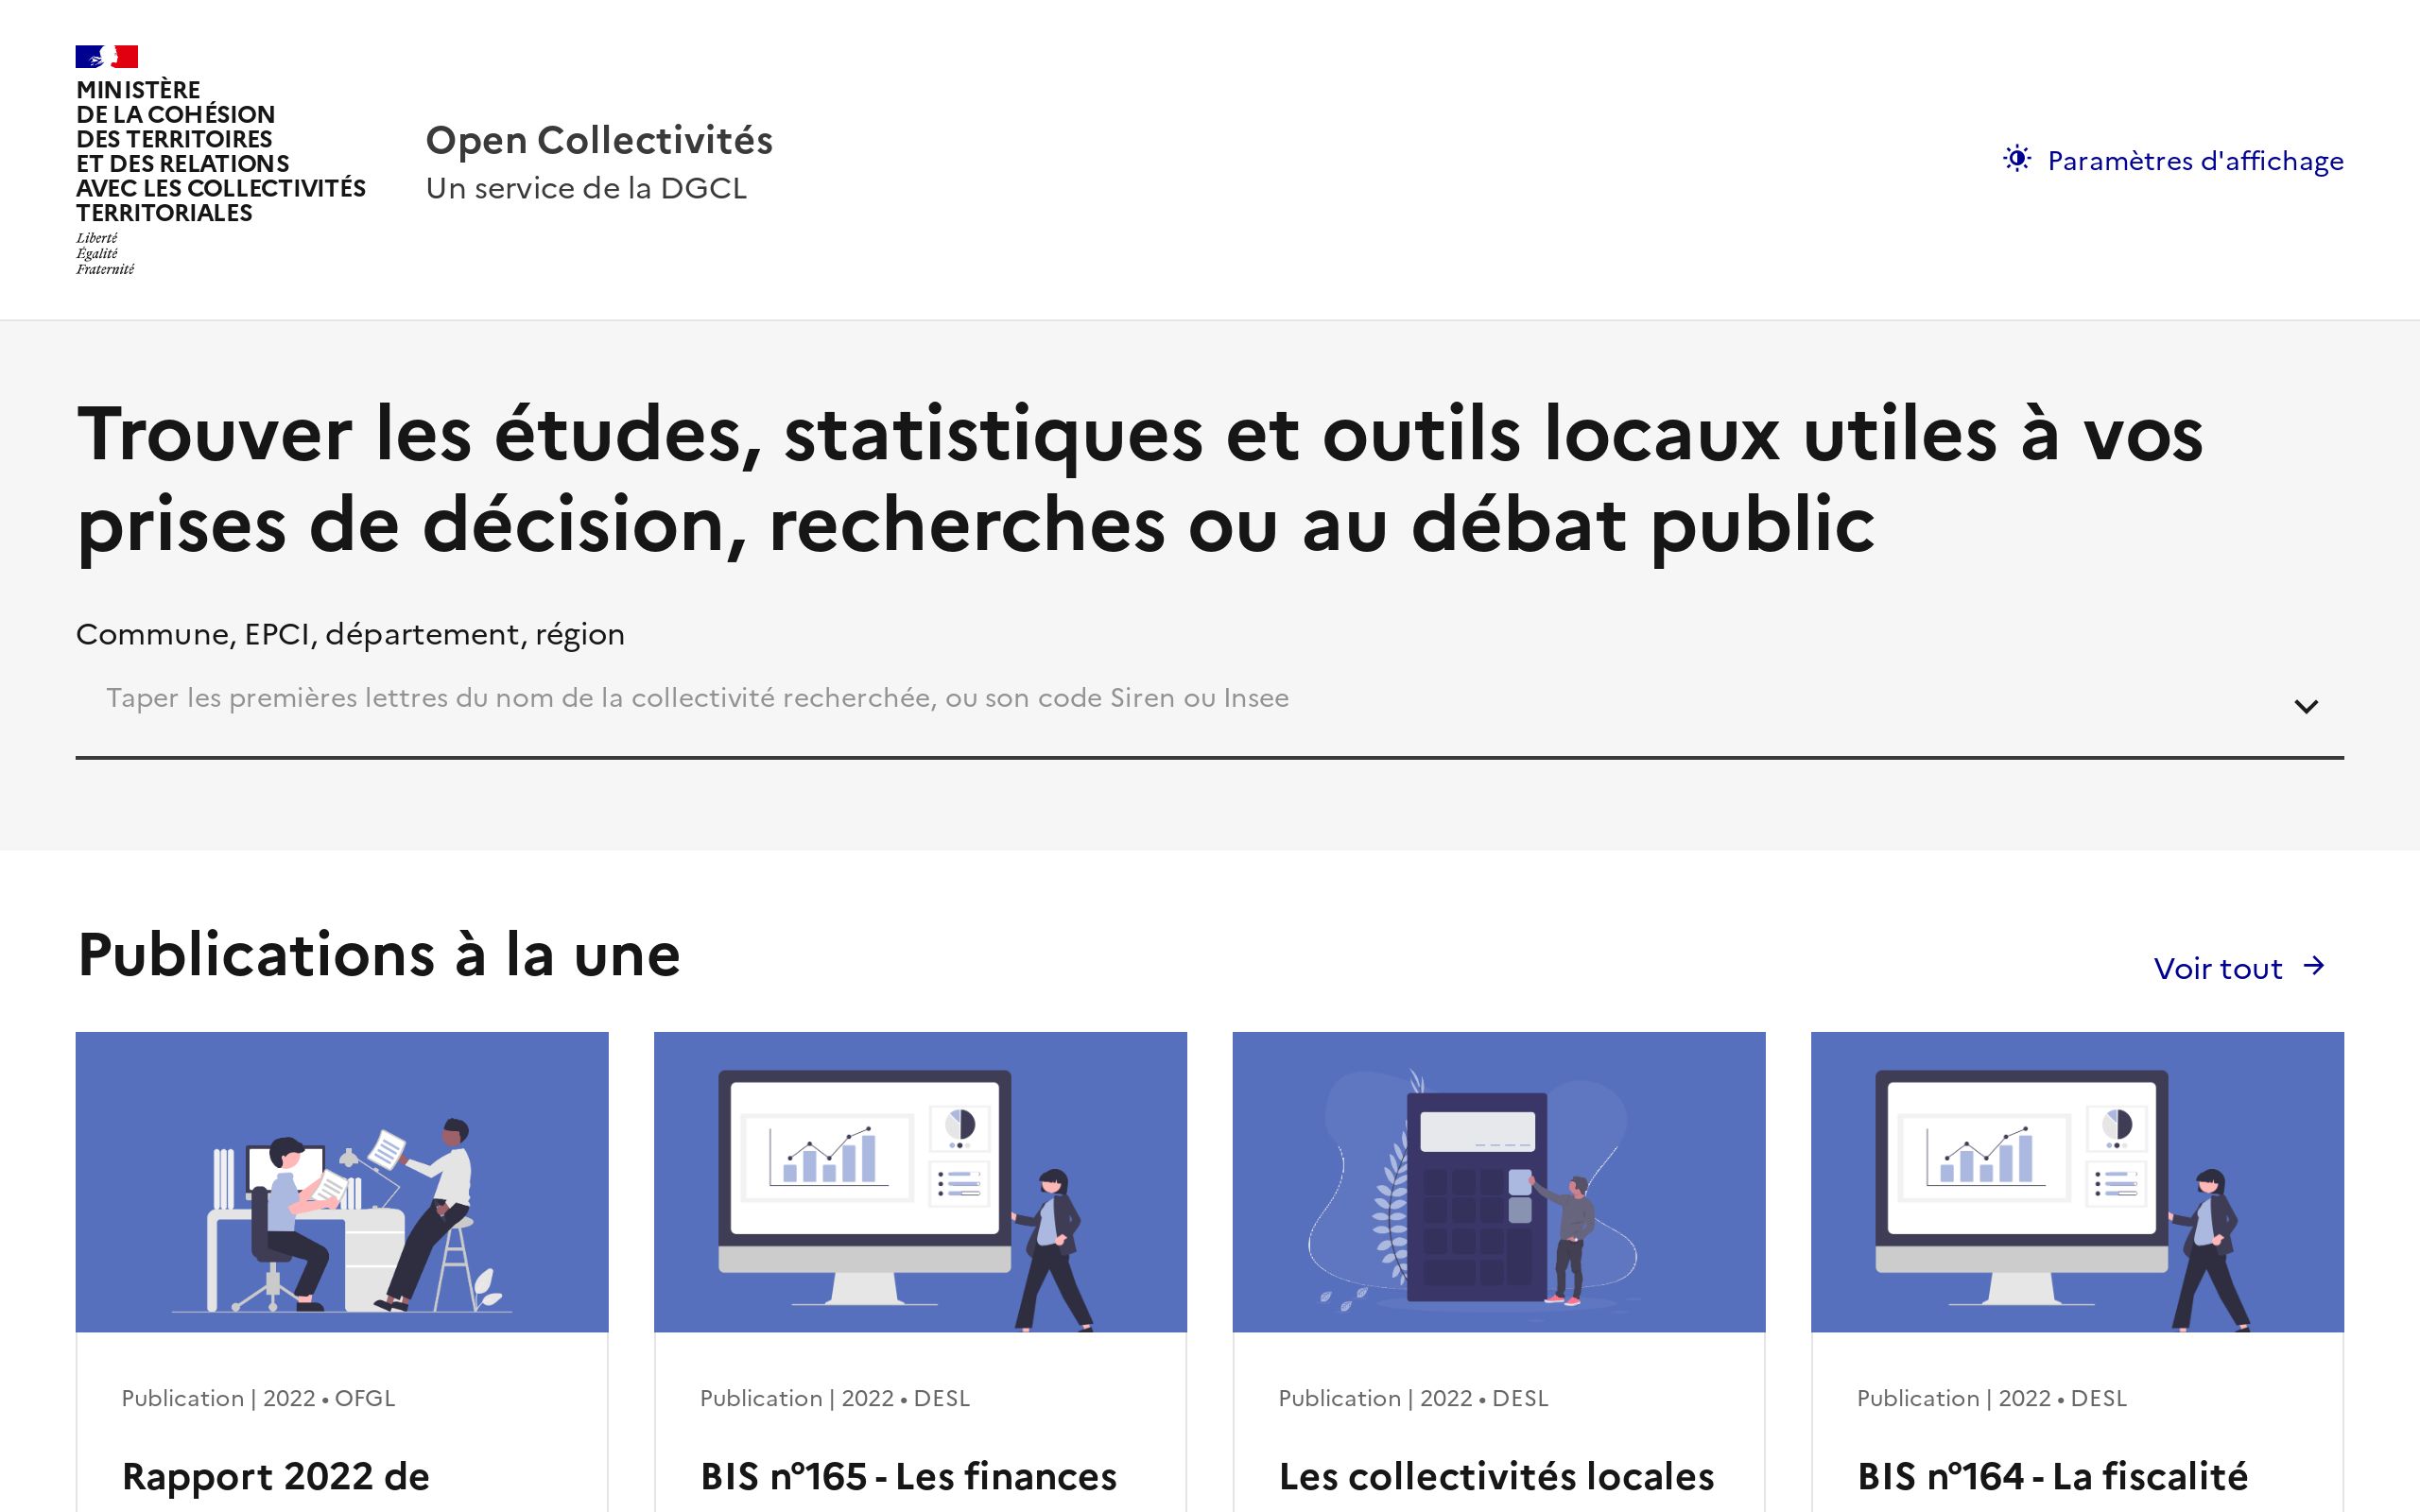 MINISTÈRE
DE LA COHÉSION
DES TERRITOIRES
ET DES RELATIONS
AVEC LES COLLECTIVITÉS
TERRITORIALES
Liberté
Égalité
Fraternité
Open Collectivités
Un service de la DGCL
Paramètres d'affichage
Trouver les études, statistiques et outils locaux utiles à vos
prises de décision, recherches ou au débat public
Commune, EPCI, département, région
Taper les premières lettres du nom de la collectivité recherchée, ou son code Siren ou Insee
Publications à la une
Voir tout
Publication | 2022 • OFGL
Rapport 2022 de
Publication | 2022 • DESL
BIS n°165 - Les finances
Publication | 2022 • DESL
Les collectivités locales
Publication | 2022 • DESL
BIS n°164 - La fiscalité